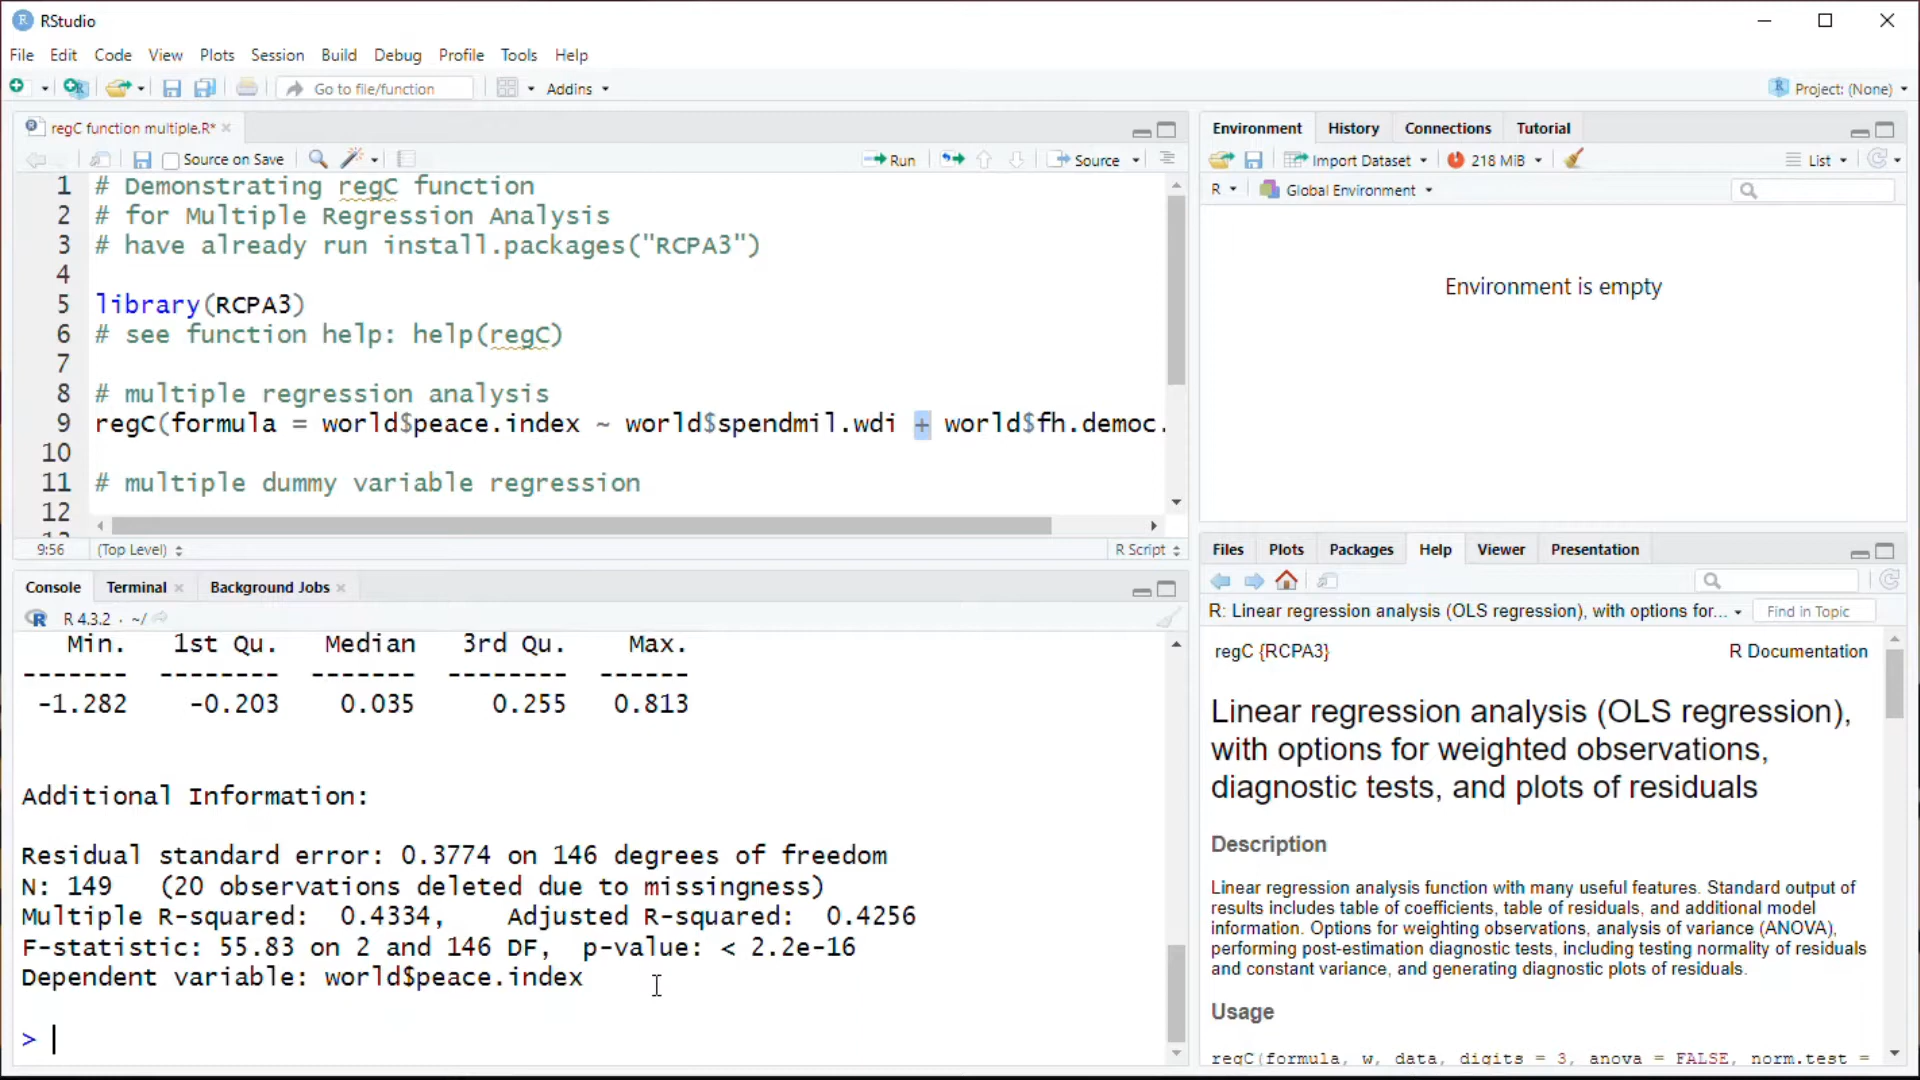 RStudio
File Edit Code View Plots Session Build Debug Profile Tools Help
Go to file/function Addins Project: (None)
regC function multiple.R*
Source on Save Run Source
1 # Demonstrating regC function
2 # for Multiple Regression Analysis
3 # have already run install.packages("RCPA3")
4
5 library(RCPA3)
6 # see function help: help(regC)
7
8 # multiple regression analysis
9 regC(formula = world$peace.index ~ world$spendmil.wdi + world$fh.democ.
10
11 # multiple dummy variable regression
12
9:56 (Top Level) R Script
Console Terminal Background Jobs
R 4.3.2 · ~/
Min. 1st Qu. Median 3rd Qu. Max.
------- -------- ------- -------- ------
-1.282 -0.203 0.035 0.255 0.813
Additional Information:
Residual standard error: 0.3774 on 146 degrees of freedom
N: 149 (20 observations deleted due to missingness)
Multiple R-squared: 0.4334, Adjusted R-squared: 0.4256
F-statistic: 55.83 on 2 and 146 DF, p-value: < 2.2e-16
Dependent variable: world$peace.index
>
Environment History Connections Tutorial
Import Dataset 218 MiB List
R Global Environment
Environment is empty
Files Plots Packages Help Viewer Presentation
R: Linear regression analysis (OLS regression), with options for... Find in Topic
regC {RCPA3} R Documentation
Linear regression analysis (OLS regression),
with options for weighted observations,
diagnostic tests, and plots of residuals
Description
Linear regression analysis function with many useful features. Standard output of
results includes table of coefficients, table of residuals, and additional model
information. Options for weighting observations, analysis of variance (ANOVA),
performing post-estimation diagnostic tests, including testing normality of residuals
and constant variance, and generating diagnostic plots of residuals.
Usage
regC(formula, w, data, digits = 3, anova = FALSE, norm.test =